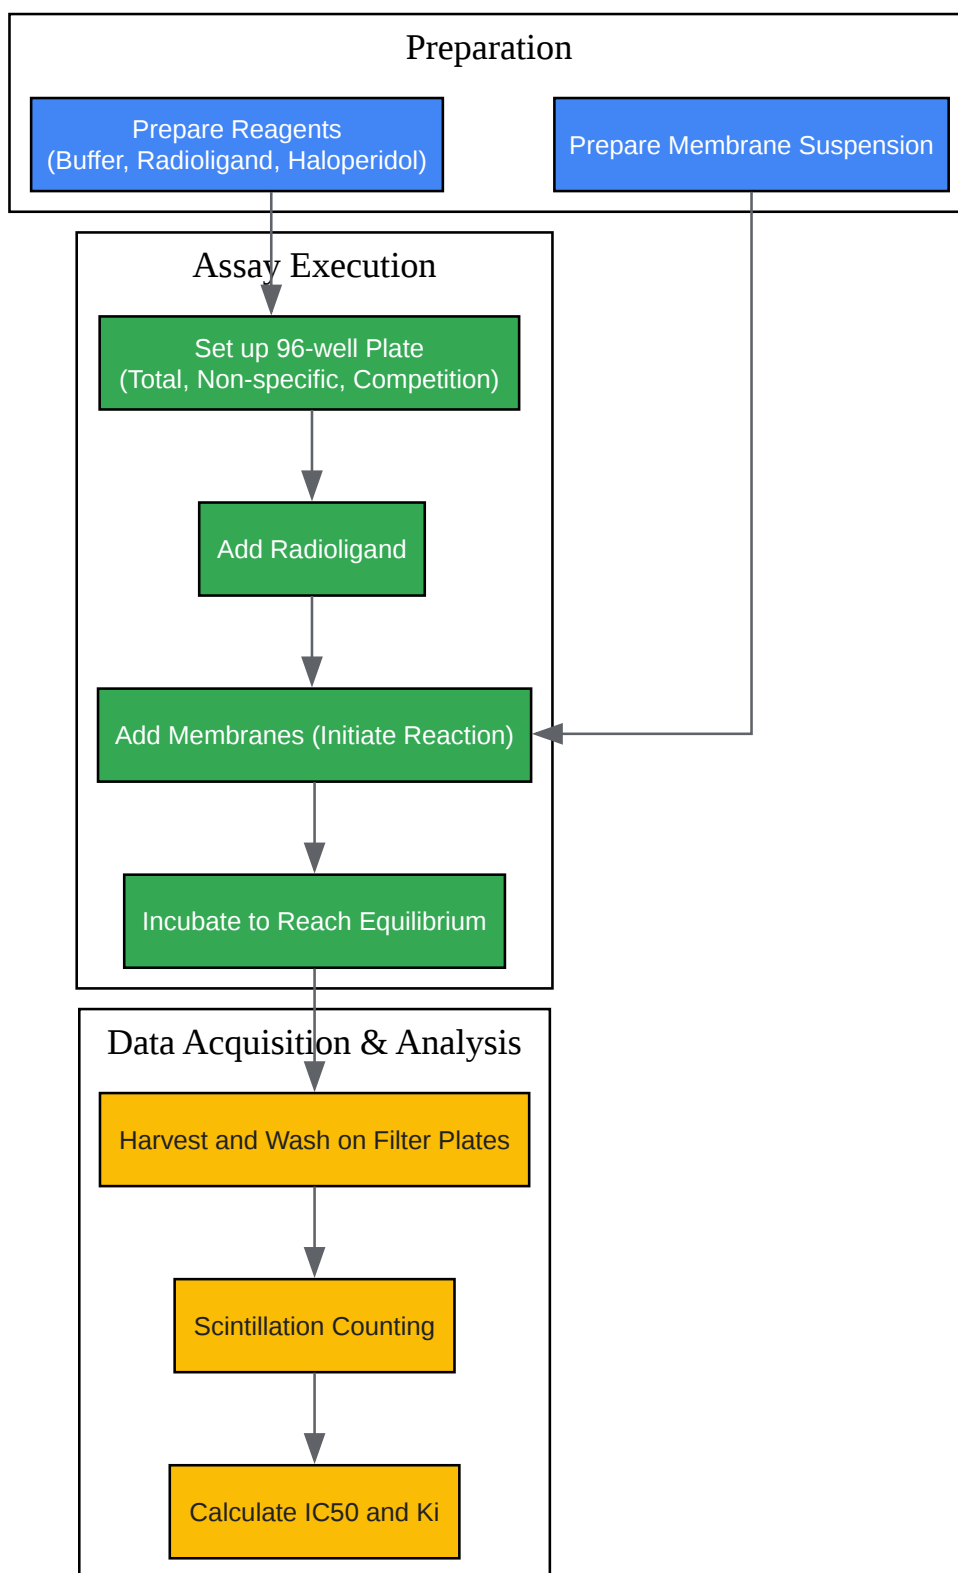 Preparation
Prepare Reagents
(Buffer, Radioligand, Haloperidol)
Prepare Membrane Suspension
Assay Execution
Set up 96-well Plate
(Total, Non-specific, Competition)
Add Radioligand
Add Membranes (Initiate Reaction)
Incubate to Reach Equilibrium
Data Acquisition & Analysis
Harvest and Wash on Filter Plates
Scintillation Counting
Calculate IC50 and Ki